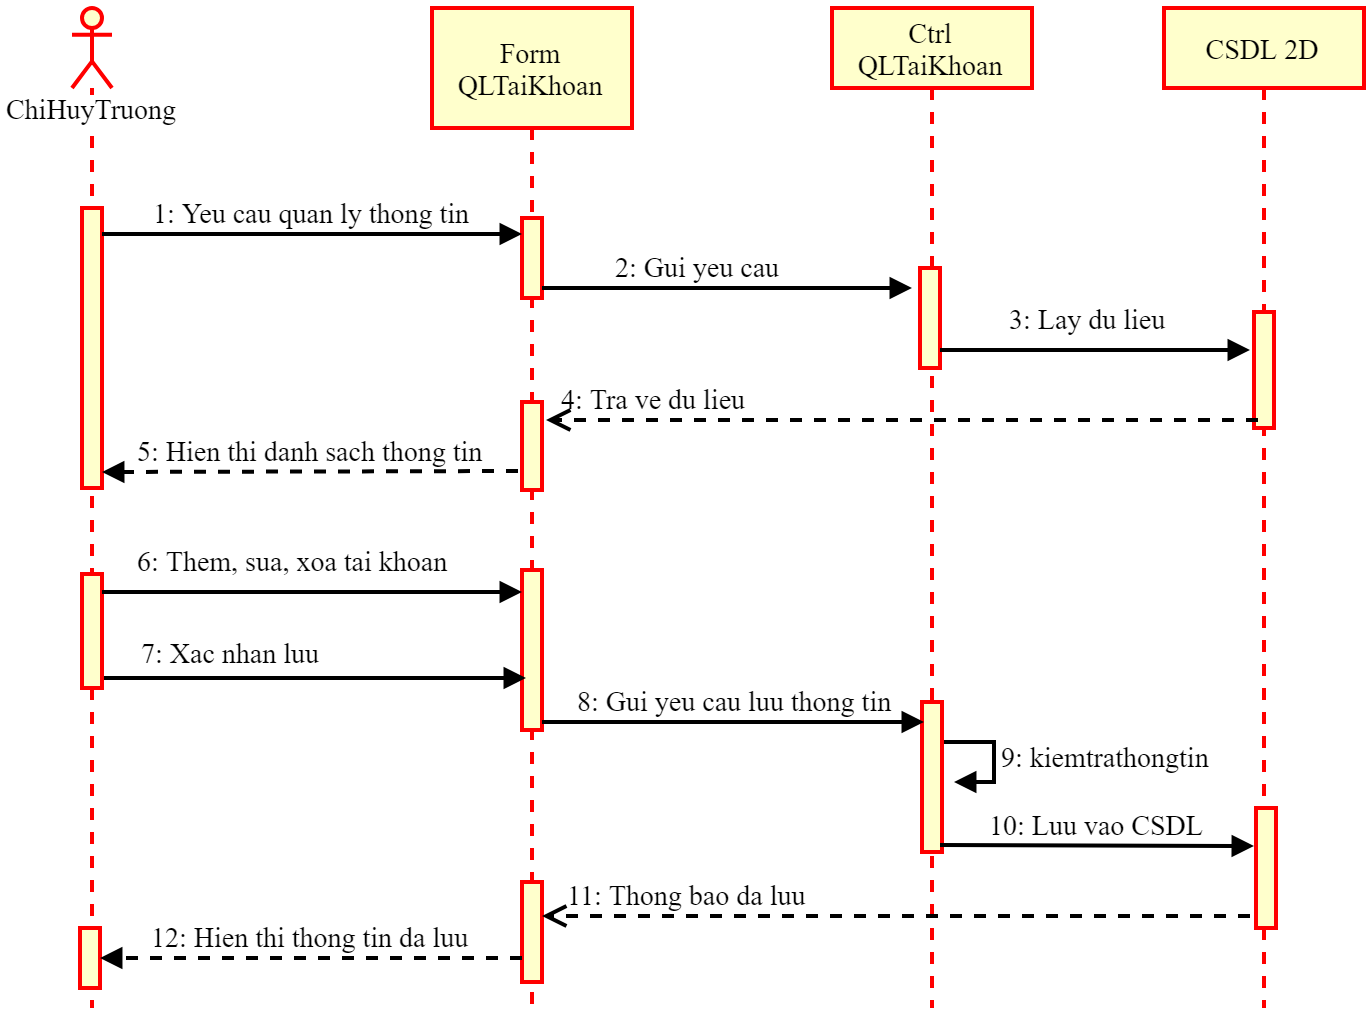 ChiHuyTruong
Form
QLTaiKhoan
Ctrl
QLTaiKhoan
CSDL 2D
1: Yeu cau quan ly thong tin
2: Gui yeu cau
3: Lay du lieu
4: Tra ve du lieu
5: Hien thi danh sach thong tin
6: Them, sua, xoa tai khoan
7: Xac nhan luu
8: Gui yeu cau luu thong tin
9: kiemtrathongtin
10: Luu vao CSDL
11: Thong bao da luu
12: Hien thi thong tin da luu